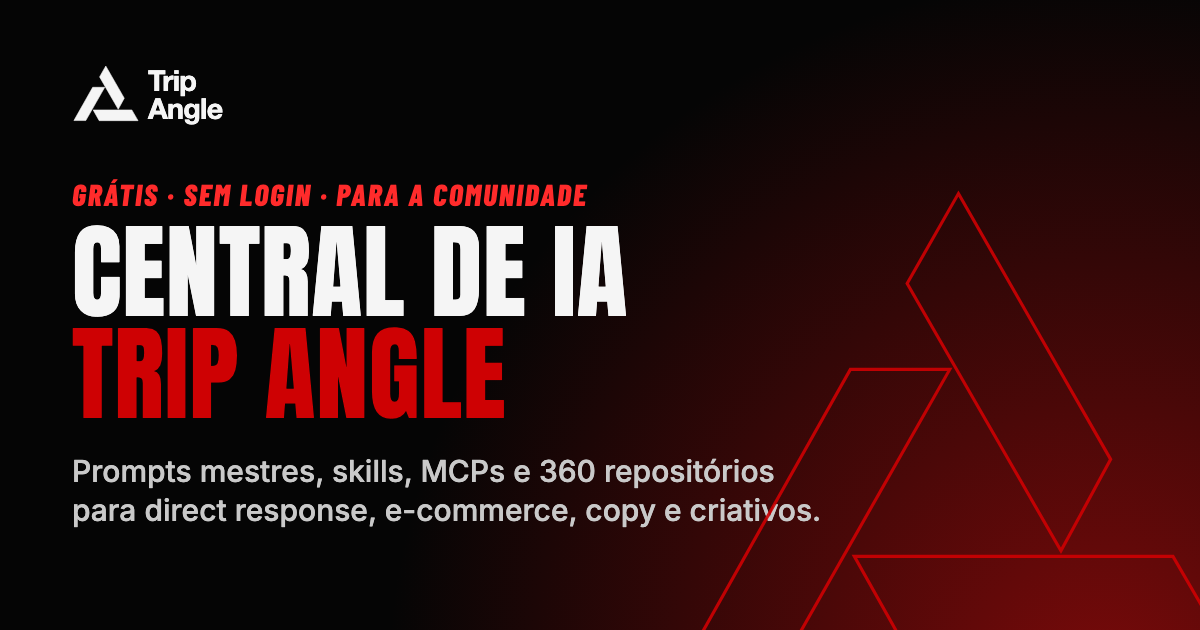 Trip
Angle
GRÁTIS · SEM LOGIN · PARA A COMUNIDADE
CENTRAL DE IA
TRIP ANGLE
Prompts mestres, skills, MCPs e 360 repositórios
para direct response, e-commerce, copy e criativos.